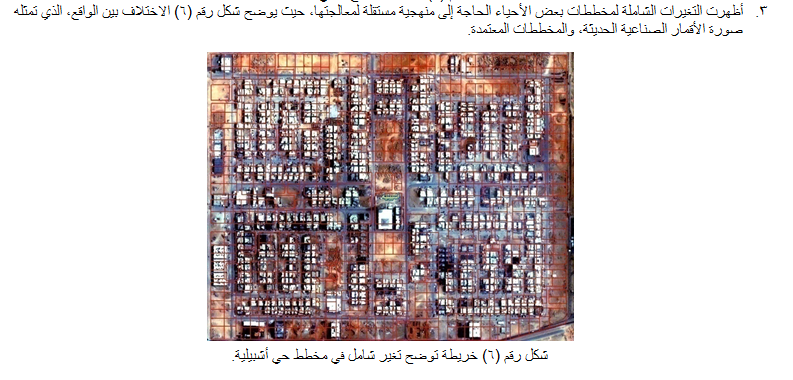 ٣. أظهرت التغيرات الشاملة لمخططات بعض الأحياء الحاجة إلى منهجية مستقلة لمعالجتها، حيث يوضح شكل رقم (٦) الاختلاف بين الواقع، الذي تمثله
صورة الأقمار الصناعية الحديثة، والمخططات المعتمدة.
شكل رقم (٦) خريطة توضح تغير شامل في مخطط حي أشبيلية.